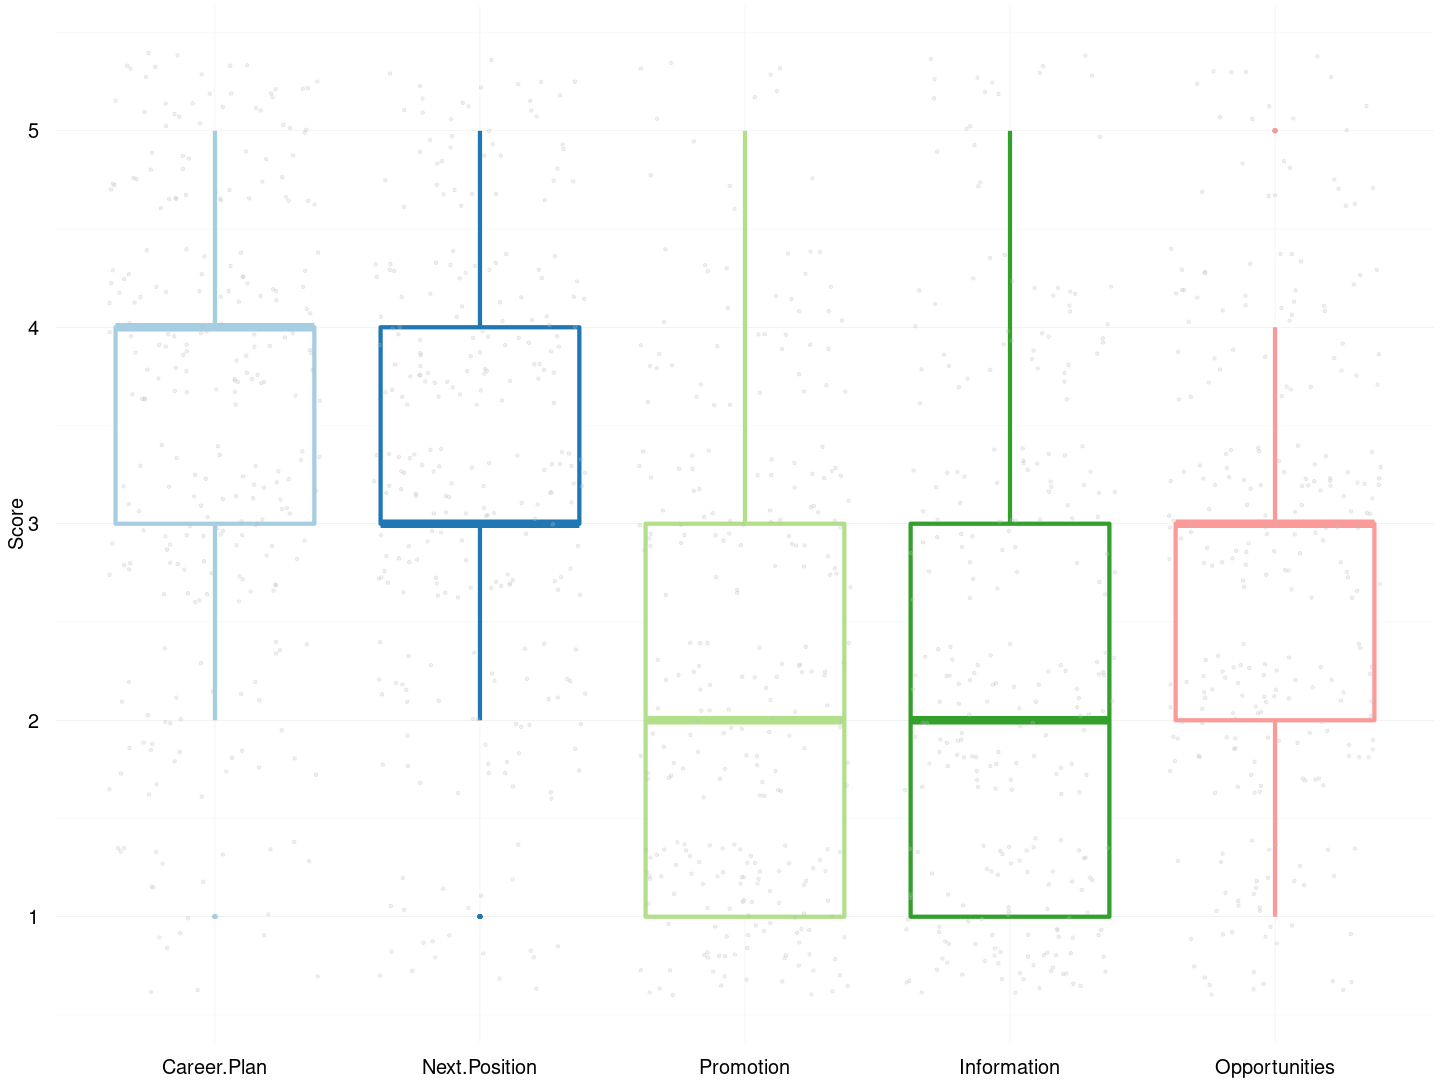 5
4
3
2
1
Score
Career.Plan
Next.Position
Promotion
Information
Opportunities